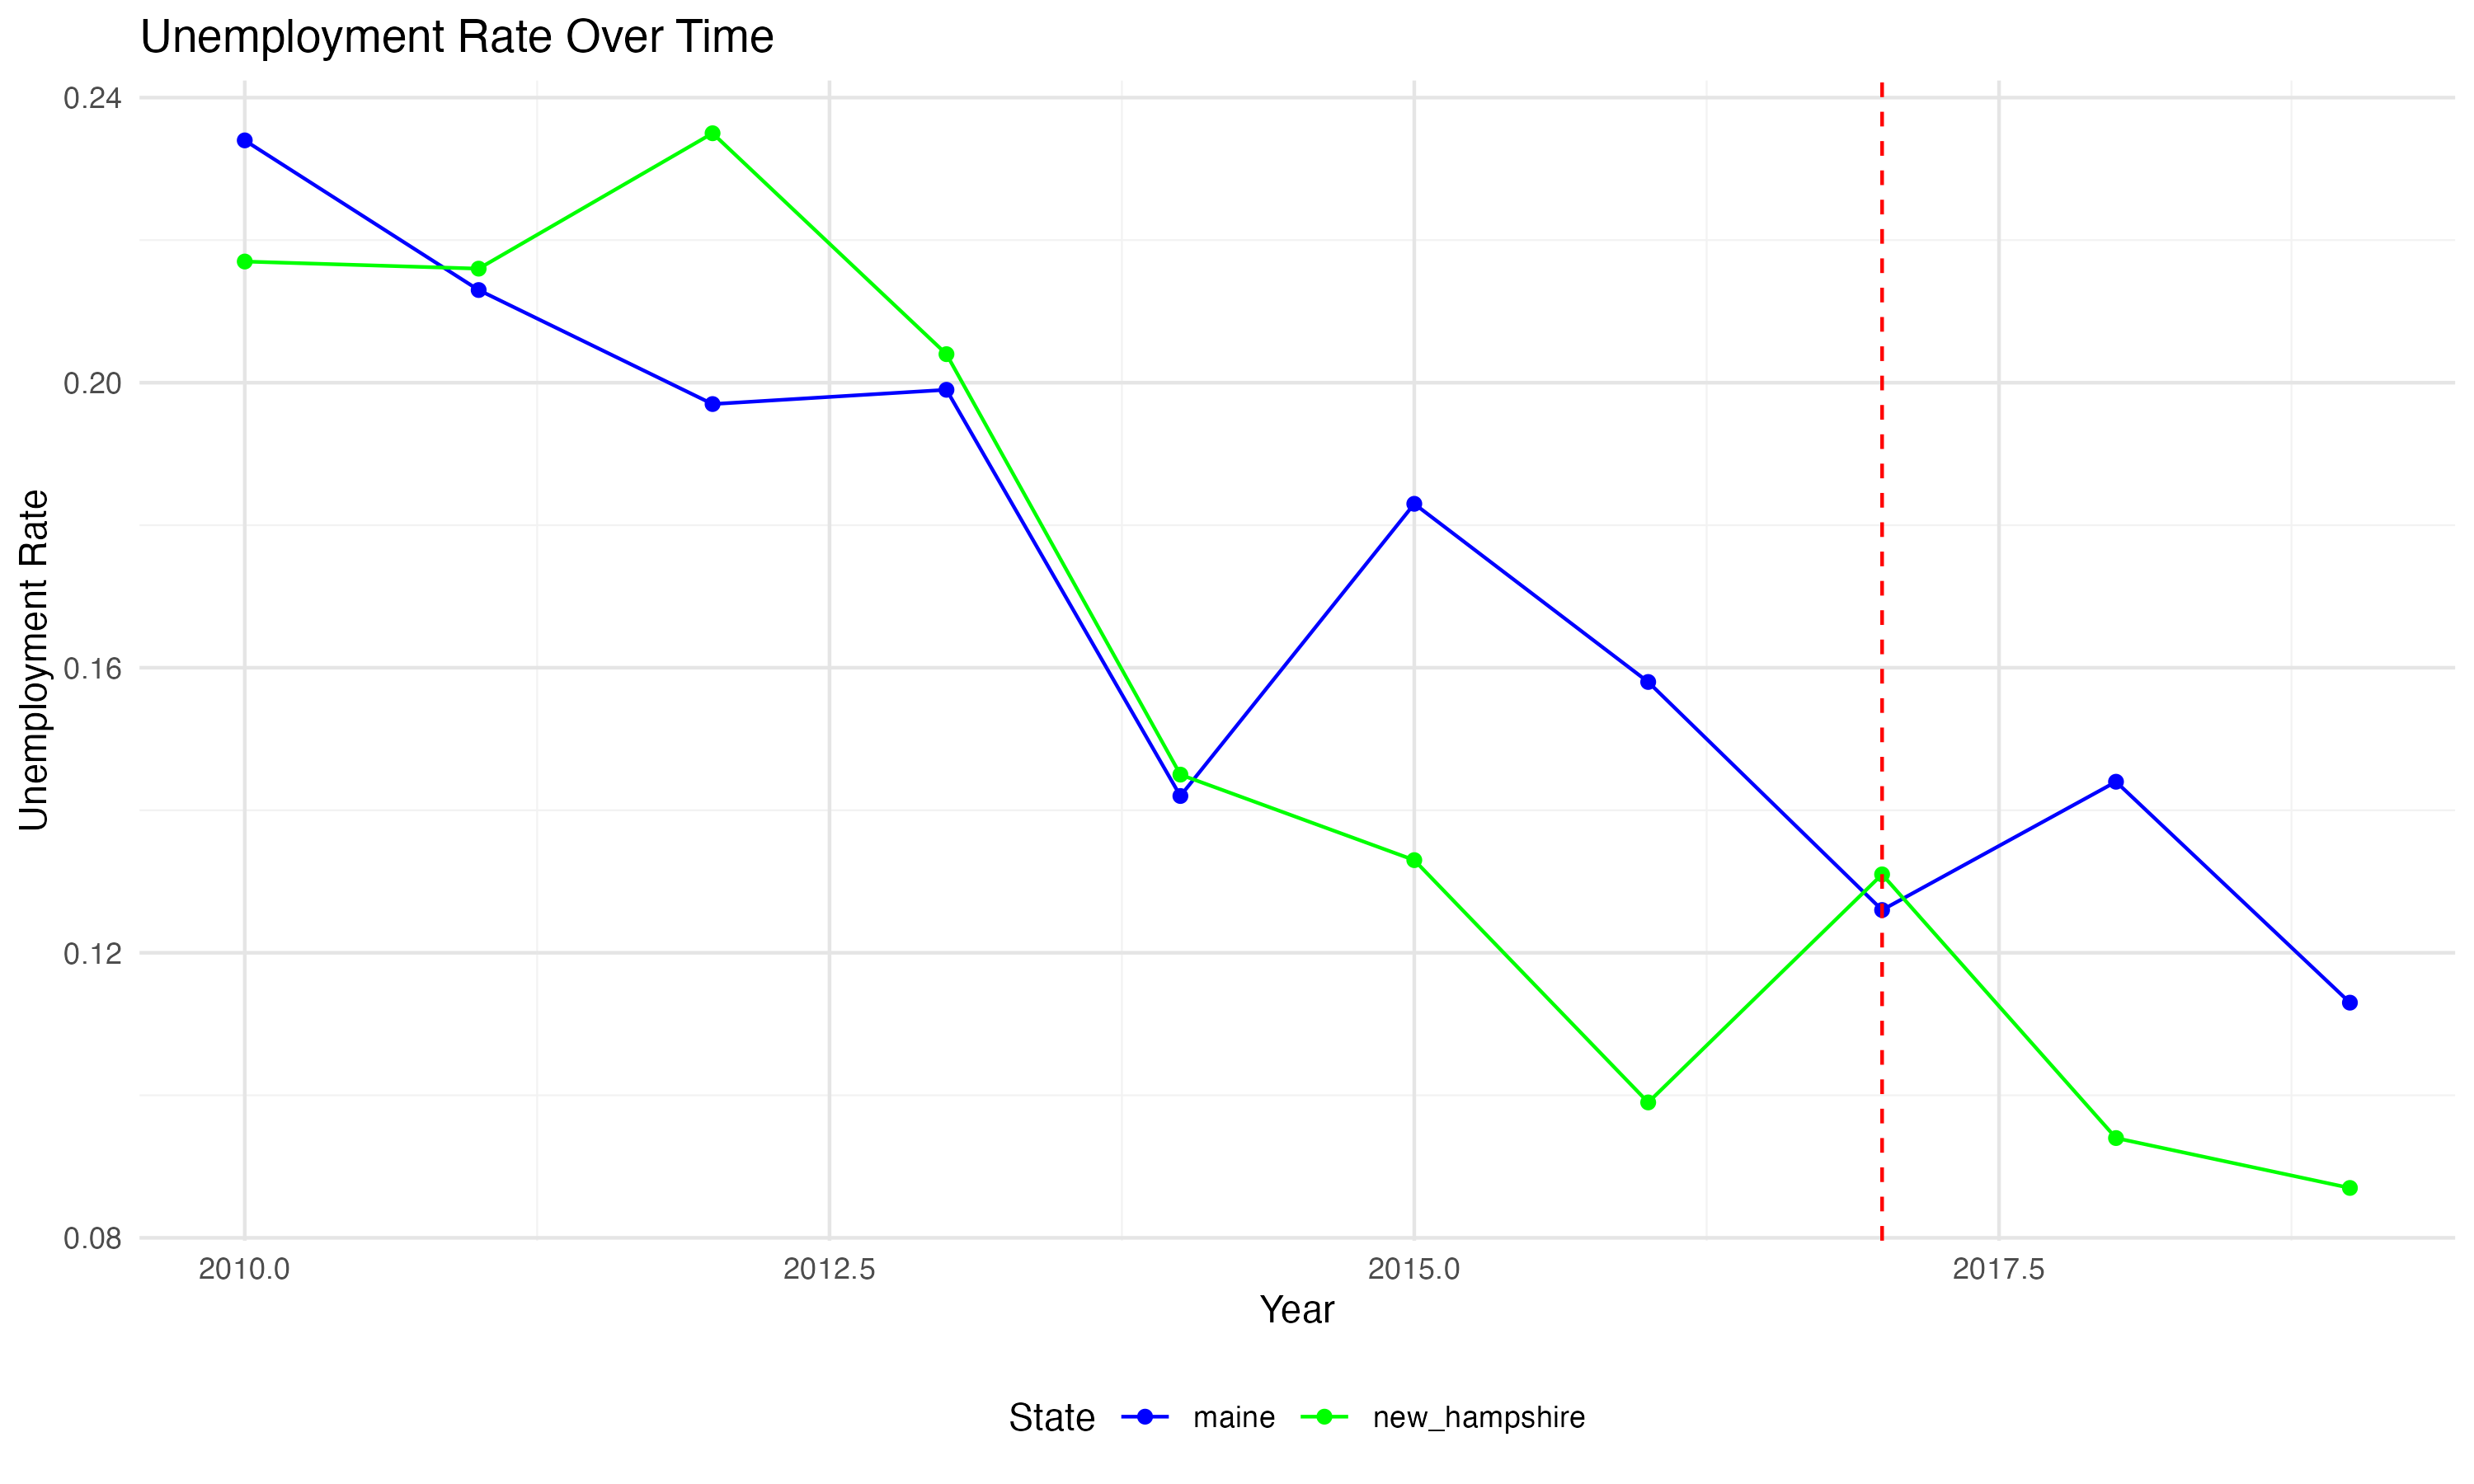 Unemployment Rate Over Time
Unemployment Rate
0.24
0.20
0.16
0.12
0.08
2010.0 2012.5 2015.0 2017.5
Year
State maine new_hampshire